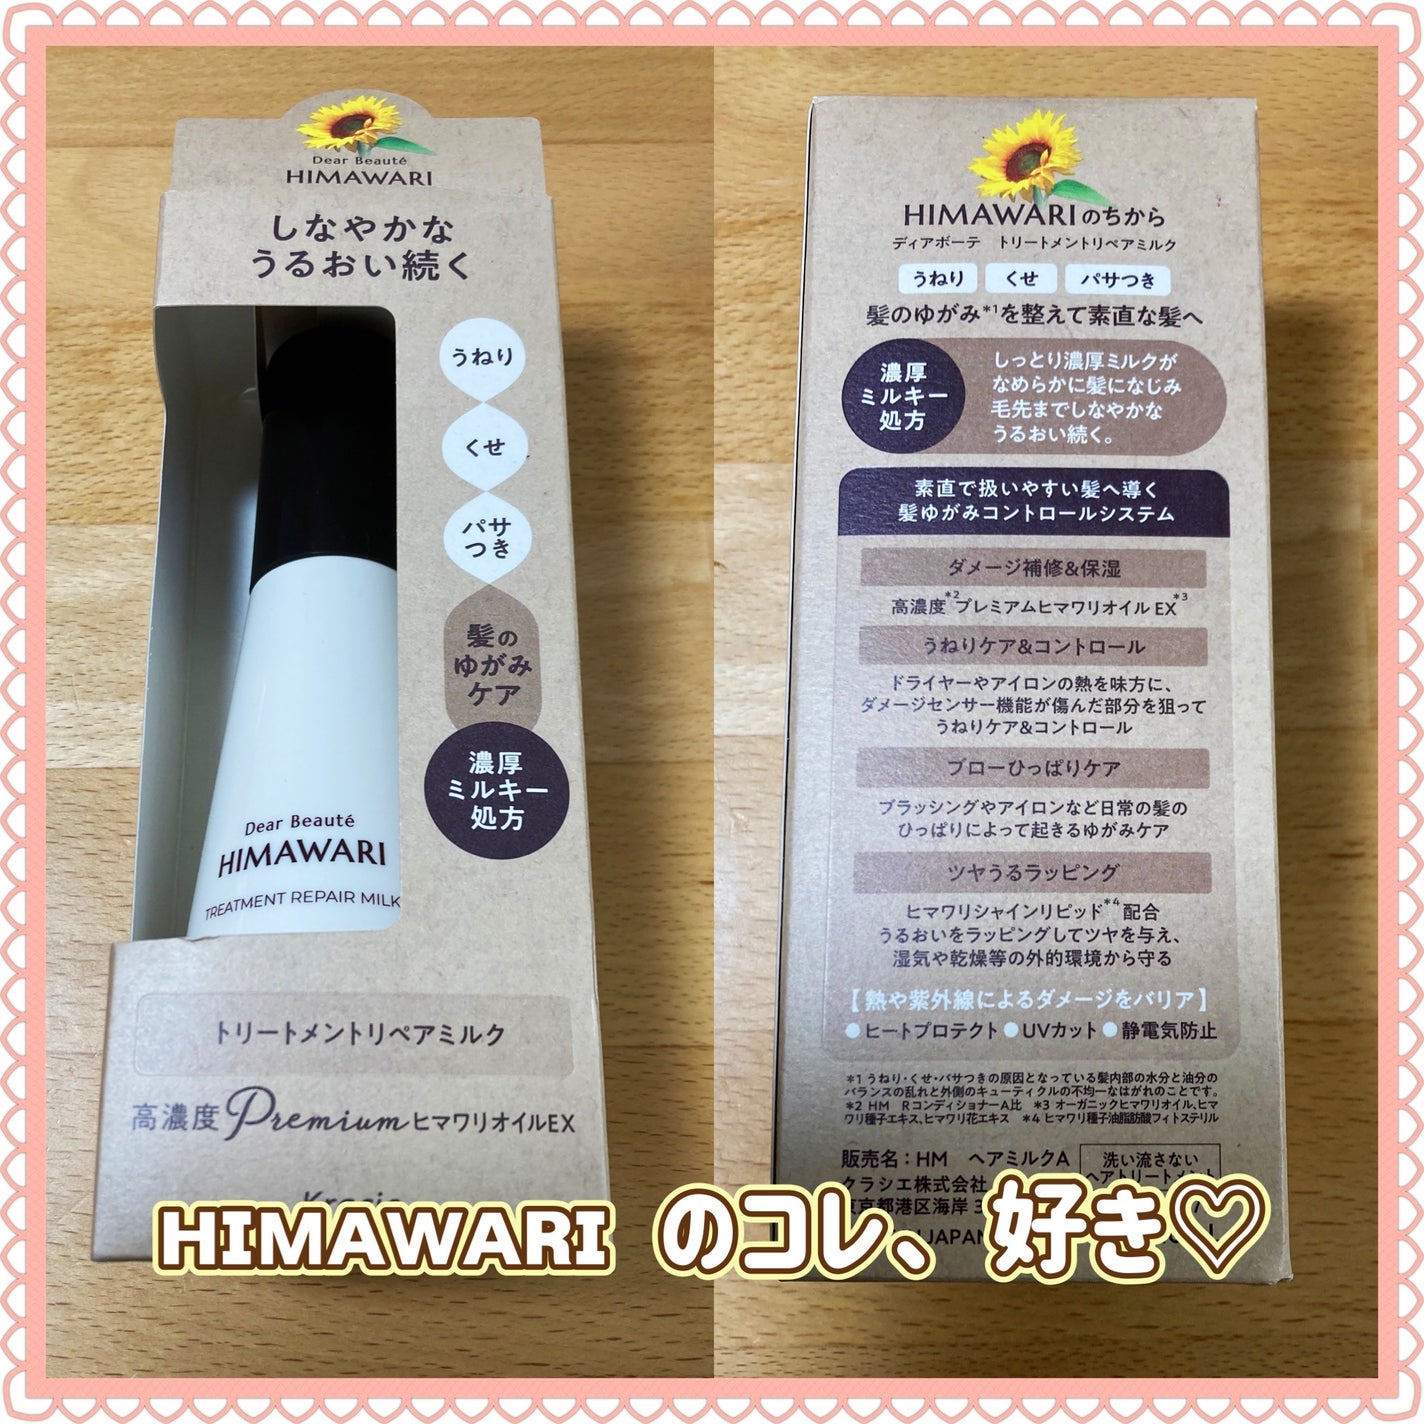 Dear Beauté
HIMAWARI
しなやかな
うるおい続く
うねり
くせ
パサ
つき
髪の
ゆがみ
ケア
濃厚
ミルキー
処方
Dear Beauté
HIMAWARI
TREATMENT REPAIR MILK
トリートメントリペアミルク
高濃度PremiumヒマワリオイルEX
HIMAWARIのちから
ディアボーテ トリートメントリペアミルク
うねり くせ パサつき
髪のゆがみ*1を整えて素直な髪へ
濃厚
ミルキー
処方
しっとり濃厚ミルクが
なめらかに髪になじみ
毛先までしなやかな
うるおい続く。
素直で扱いやすい髪へ導く
髪ゆがみコントロールシステム
ダメージ補修&保湿
高濃度*2プレミアムヒマワリオイルEX*3
うねりケア&コントロール
ドライヤーやアイロンの熱を味方に、
ダメージセンサー機能が傷んだ部分を狙って
うねりケア&コントロール
ブローひっぱりケア
ブラッシングやアイロンなど日常の髪の
ひっぱりによって起きるゆがみケア
ツヤうるラッピング
ヒマワリシャインリピッド*4配合
うるおいをラッピングしてツヤを与え、
湿気や乾燥等の外的環境から守る
【熱や紫外線によるダメージをバリア】
●ヒートプロテクト●UVカット●静電気防止
*1 うねり・くせ・パサつきの原因となっている髪内部の水分と油分の
バランスの乱れと外側のキューティクルの不均一なはがれのことです。
*2 HM Rコンディショナーa比 *3 オーガニックヒマワリオイル、ヒマ
ワリ種子エキス、ヒマワリ花エキス *4 ヒマワリ種子油脂肪酸フィトステリル
販売名：HM ヘアミルクA
洗い流さない
ヘアトリートメント
クラシエ株式会社
東京都港区海岸3
JAPAN
HIMAWARI のコレ、好き♡